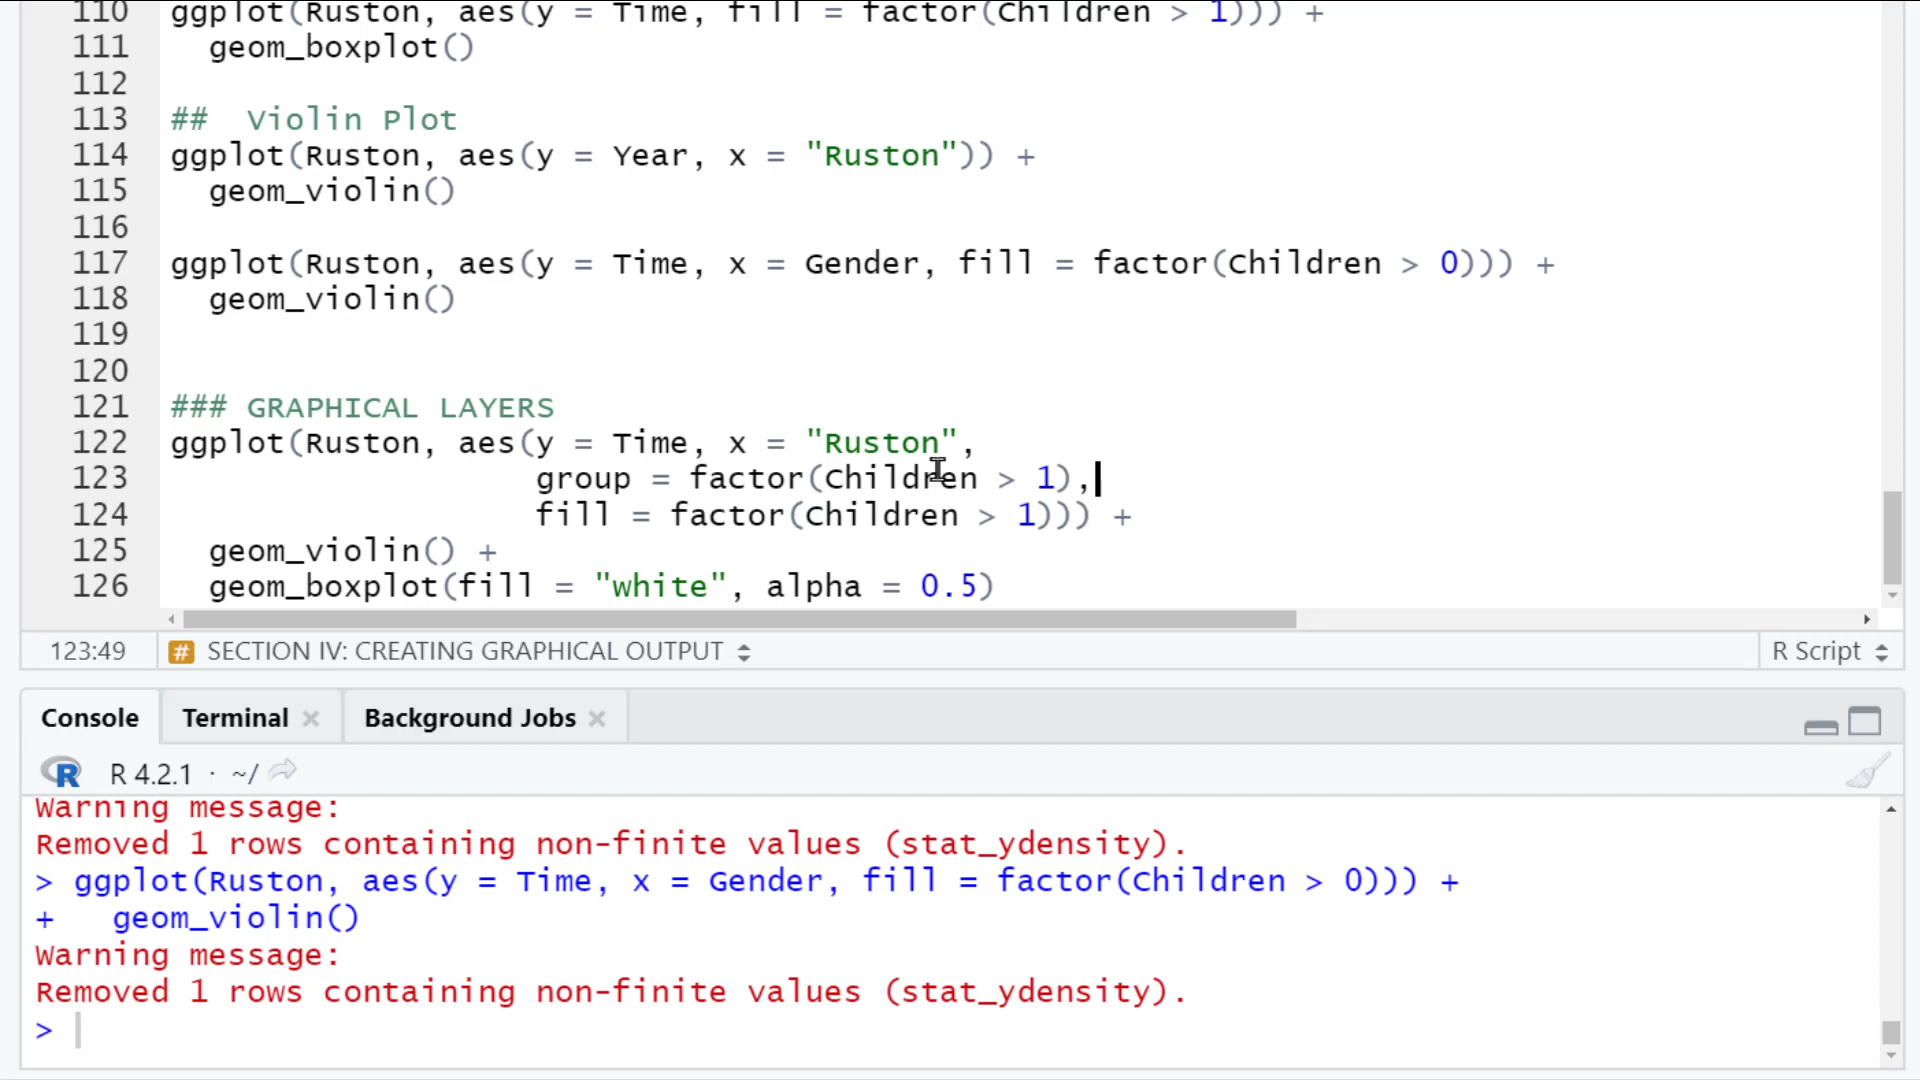 110 ggplot(Ruston, aes(y = Time, fill = factor(Children > 1))) +
111   geom_boxplot()
112
113 ##  Violin Plot
114 ggplot(Ruston, aes(y = Year, x = "Ruston")) +
115   geom_violin()
116
117 ggplot(Ruston, aes(y = Time, x = Gender, fill = factor(Children > 0))) +
118   geom_violin()
119
120
121 ### GRAPHICAL LAYERS
122 ggplot(Ruston, aes(y = Time, x = "Ruston",
123                    group = factor(Children > 1),
124                    fill = factor(Children > 1))) +
125   geom_violin() +
126   geom_boxplot(fill = "white", alpha = 0.5)
123:49 # SECTION IV: CREATING GRAPHICAL OUTPUT R Script
Console Terminal Background Jobs
R R 4.2.1 · ~/
Warning message:
Removed 1 rows containing non-finite values (stat_ydensity).
> ggplot(Ruston, aes(y = Time, x = Gender, fill = factor(Children > 0))) +
+   geom_violin()
Warning message:
Removed 1 rows containing non-finite values (stat_ydensity).
>